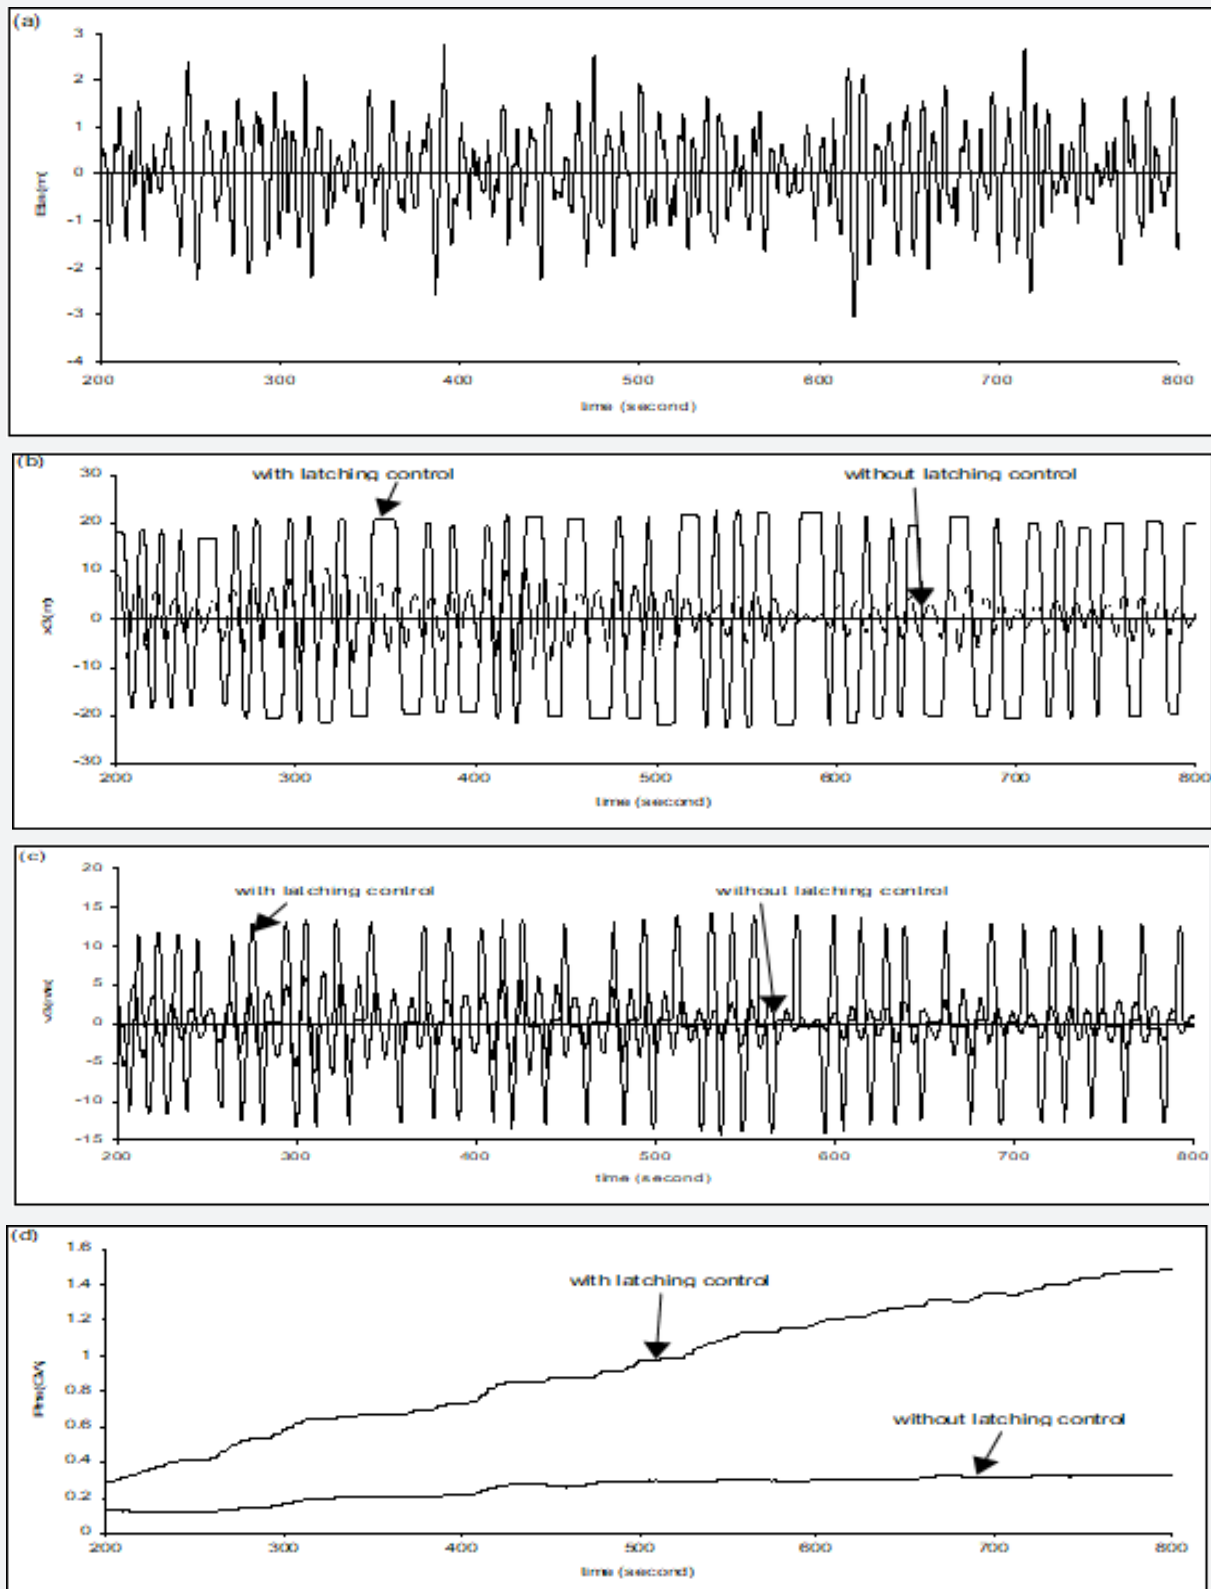 (a)
3
2
1
0
-1
-2
-3
-4
200 300 400 500 600 700 800
time (second)
(b)
with latching control
without latching control
30
20
10
0
-10
-20
-30
x3(m)
200 300 400 500 600 700 800
time (second)
(c)
with latching control
without latching control
20
15
10
5
0
-5
-10
-15
200 300 400 500 600 700 800
time (second)
(d)
1.6
1.4
1.2
1
0.8
0.6
0.4
0.2
0
with latching control
without latching control
200 300 400 500 600 700 800
time (second)